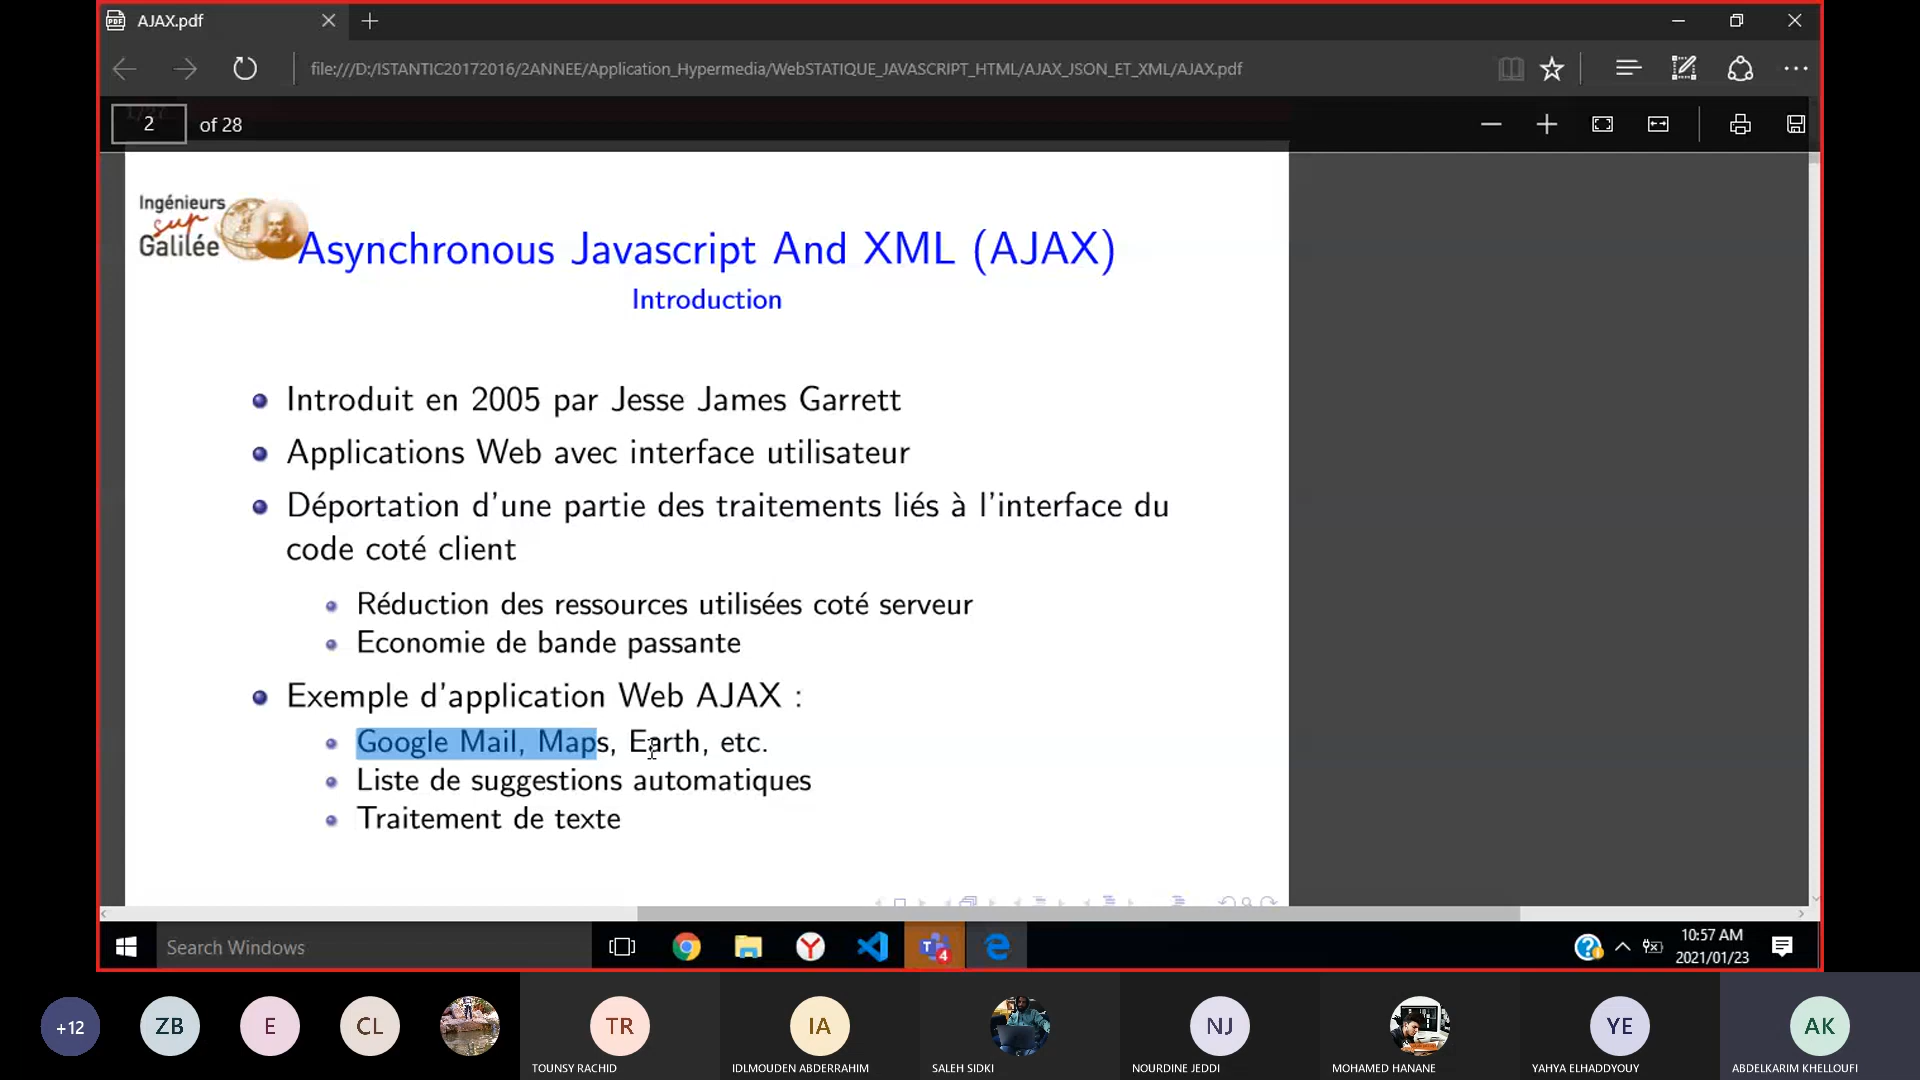 AJAX.pdf
file:///D:/ISTANTIC20172016/2ANNEE/Application_Hypermedia/WebSTATIQUE_JAVASCRIPT_HTML/AJAX_JSON_ET_XML/AJAX.pdf
2 of 28
Ingénieurs
sup
Galilée
Asynchronous Javascript And XML (AJAX)
Introduction
Introduit en 2005 par Jesse James Garrett
Applications Web avec interface utilisateur
Déportation d'une partie des traitements liés à l'interface du
code coté client
Réduction des ressources utilisées coté serveur
Economie de bande passante
Exemple d'application Web AJAX :
Google Mail, Maps, Earth, etc.
Liste de suggestions automatiques
Traitement de texte
Search Windows
T 4
10:57 AM
2021/01/23
+12 ZB E CL TR IA NJ YE AK
TOUNSY RACHID IDLMOUDEN ABDERRAHIM SALEH SIDKI NOURDINE JEDDI MOHAMED HANANE YAHYA ELHADDYOUY ABDELKARIM KHELLOUFI